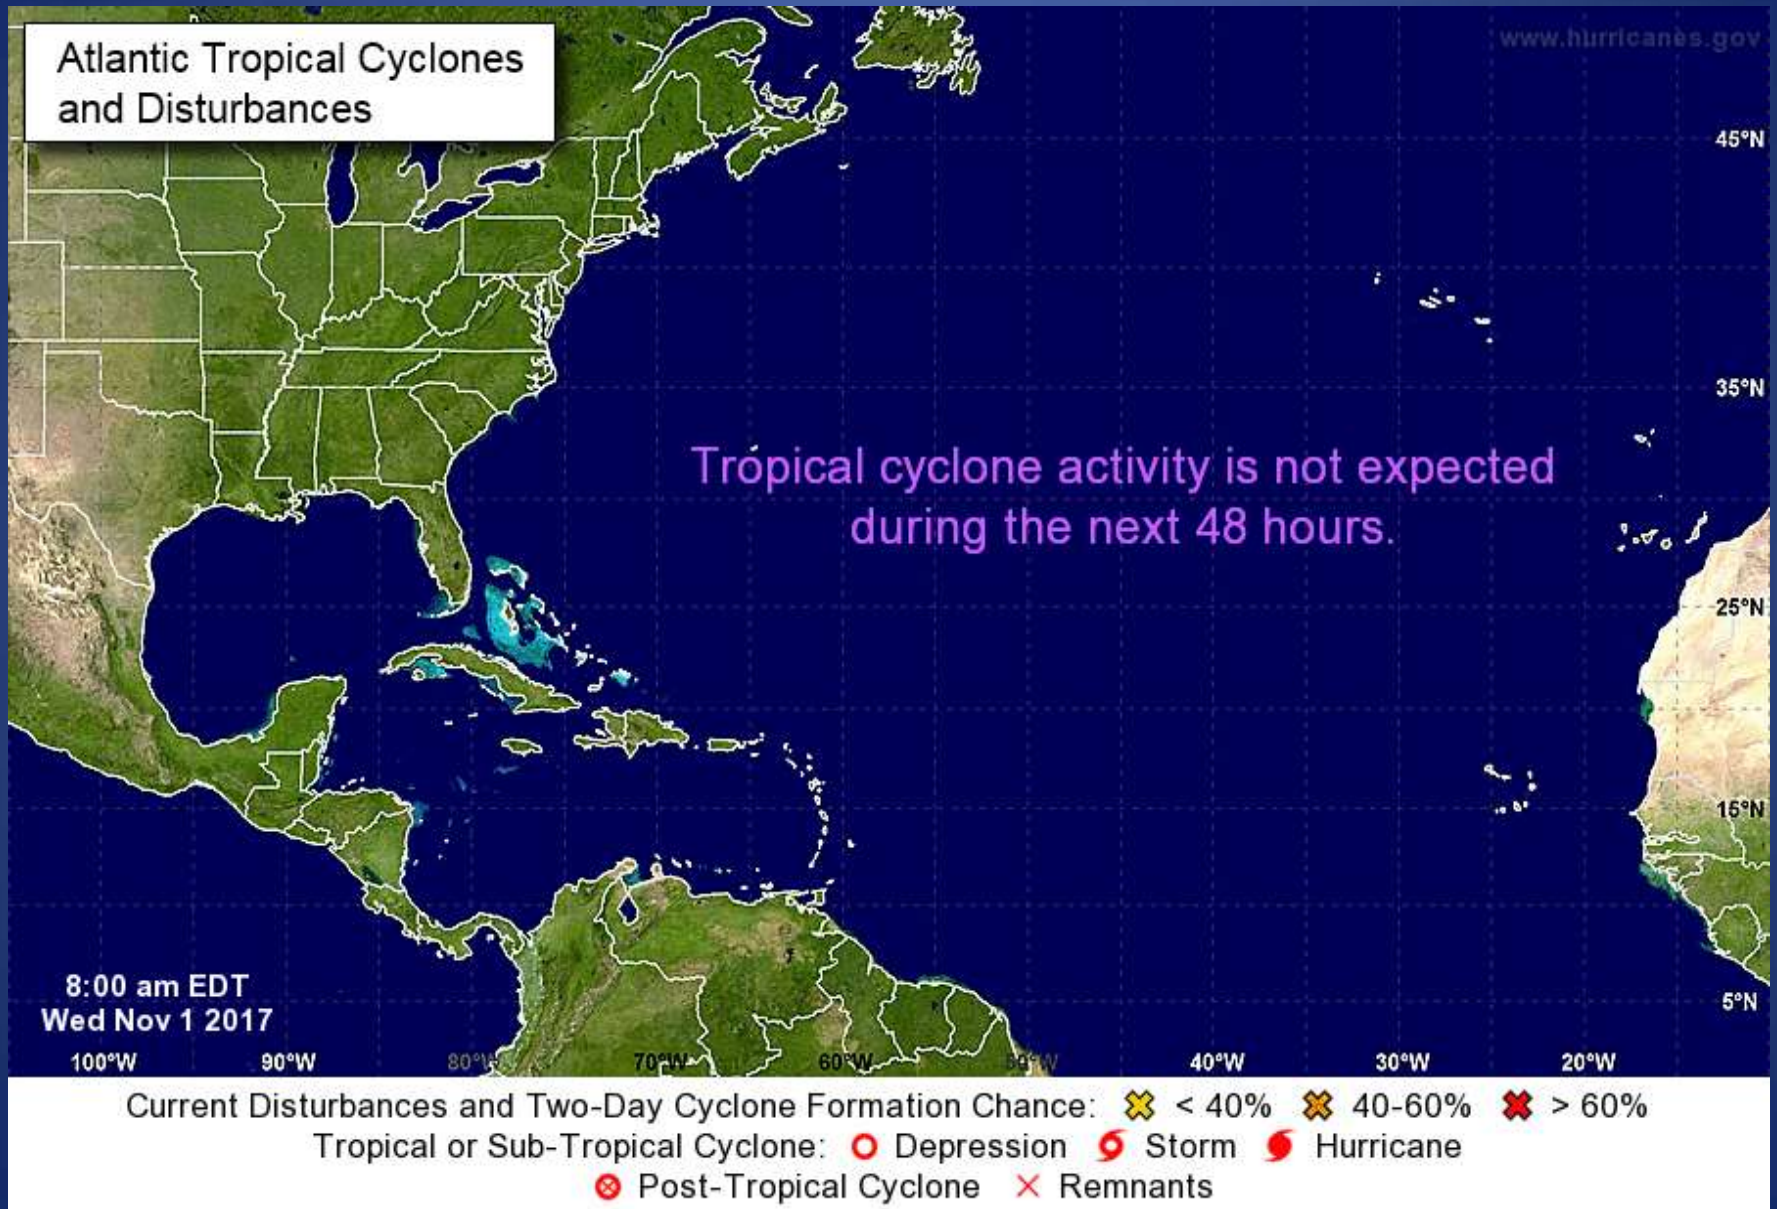 Atlantic Tropical Cyclones
and Disturbances
www.hurricanes.gov
45°N
35°N
Tropical cyclone activity is not expected
during the next 48 hours.
25°N
15°N
8:00 am EDT
Wed Nov 1 2017
5°N
100°W 90°W 80°W 70°W 60°W 50°W 40°W 30°W 20°W
Current Disturbances and Two-Day Cyclone Formation Chance: < 40% 40-60% > 60%
Tropical or Sub-Tropical Cyclone: Depression Storm Hurricane
Post-Tropical Cyclone Remnants